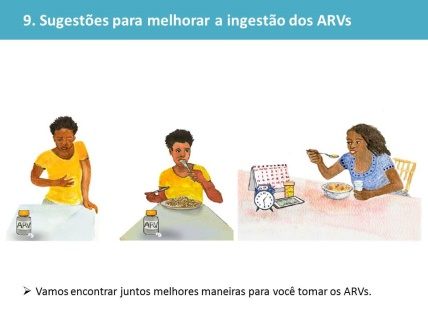 9. Sugestões para melhorar a ingestão dos ARVs
ARV
ARV
➢ Vamos encontrar juntos melhores maneiras para você tomar os ARVs.